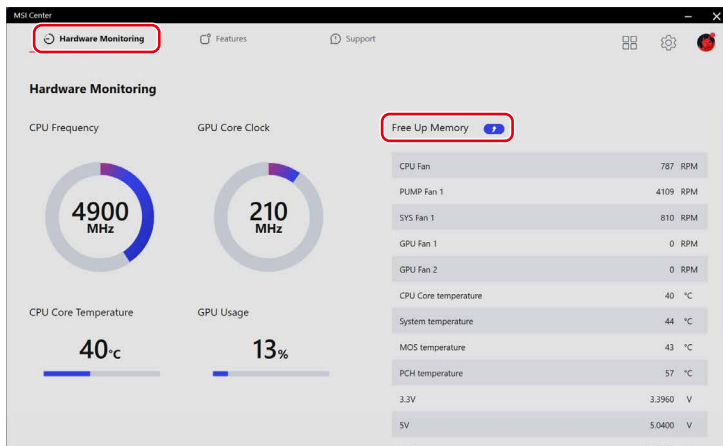 MSI Center
Hardware Monitoring
Features
Support
Hardware Monitoring
CPU Frequency
GPU Core Clock
Free Up Memory
4900
MHz
210
MHz
CPU Fan 787 RPM
PUMP Fan 1 4109 RPM
SYS Fan 1 810 RPM
GPU Fan 1 0 RPM
GPU Fan 2 0 RPM
CPU Core temperature 40 °C
System temperature 44 °C
MOS temperature 43 °C
PCH temperature 57 °C
3.3V 3.3960 V
5V 5.0400 V
CPU Core Temperature
GPU Usage
40°C
13%